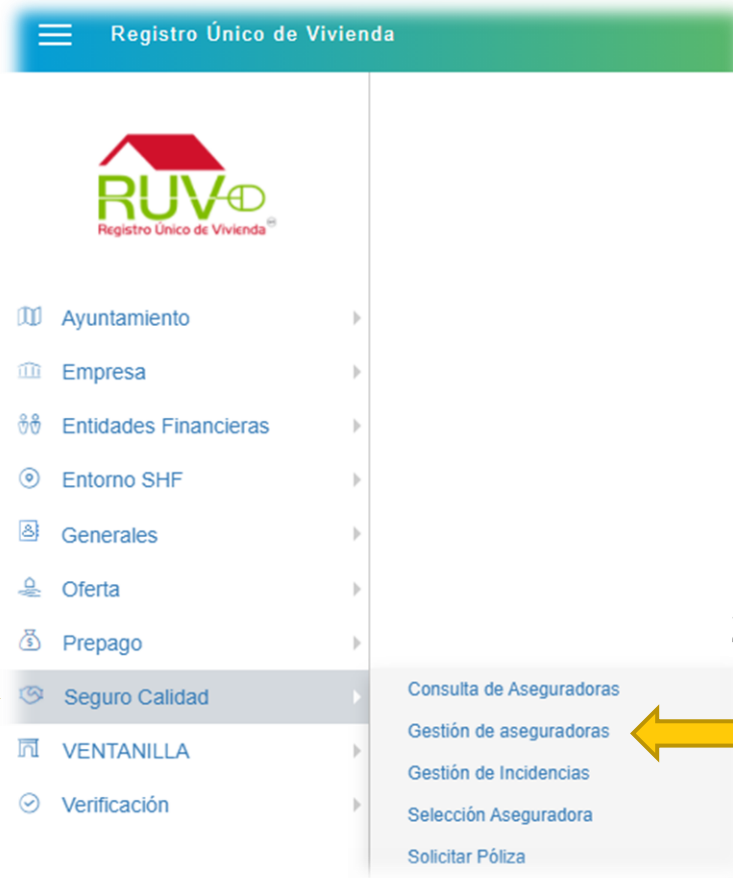 Registro Único de Vivienda
RUV
Registro Único de Vivienda
Ayuntamiento
Empresa
Entidades Financieras
Entorno SHF
Generales
Oferta
Prepago
Seguro Calidad
VENTANILLA
Verificación
Consulta de Aseguradoras
Gestión de aseguradoras
Gestión de Incidencias
Selección Aseguradora
Solicitar Póliza